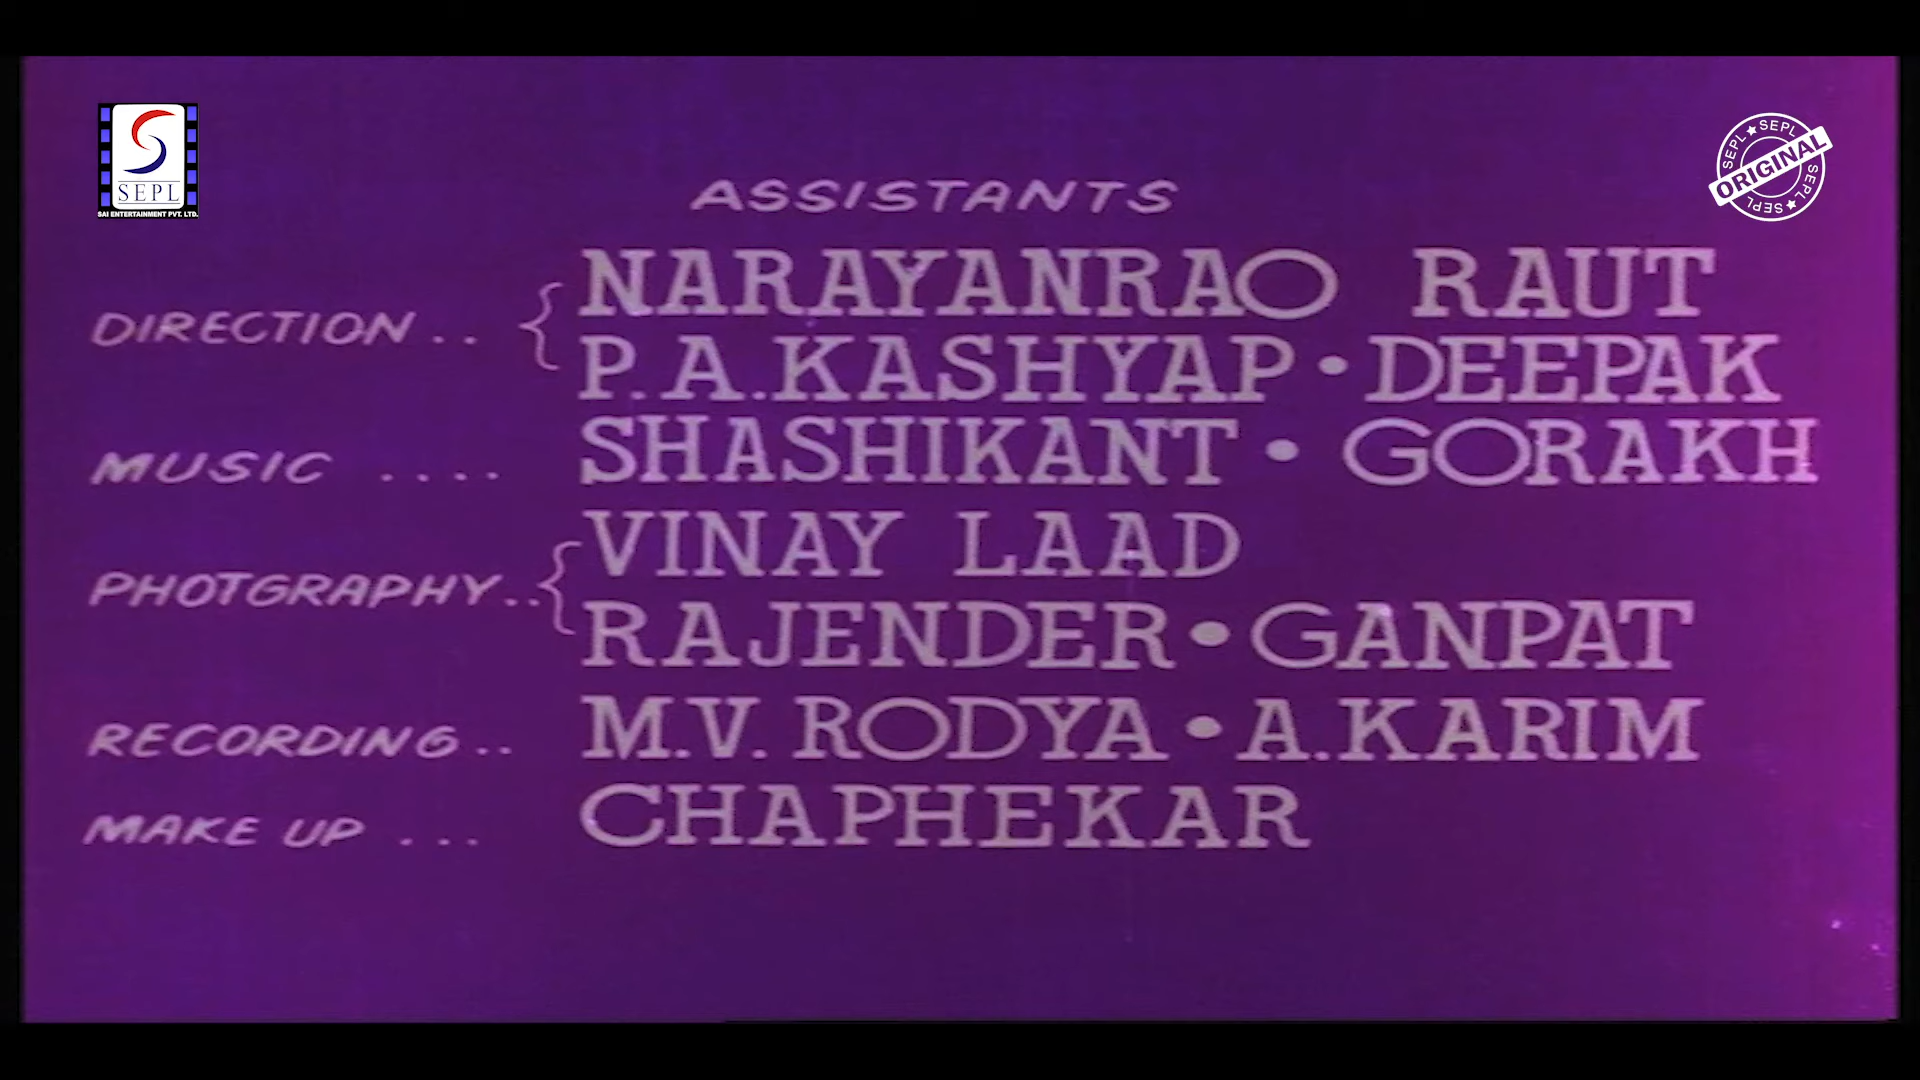 SEPL
SAI ENTERTAINMENT PVT. LTD.
SEPL SEPL SEPL SEPL
ORIGINAL
ASSISTANTS
DIRECTION .. { NARAYANRAO RAUT
P.A.KASHYAP • DEEPAK
MUSIC .... SHASHIKANT • GORAKH
PHOTGRAPHY.. { VINAY LAAD
RAJENDER • GANPAT
RECORDING .. M.V. RODYA • A.KARIM
MAKE UP ... CHAPHEKAR